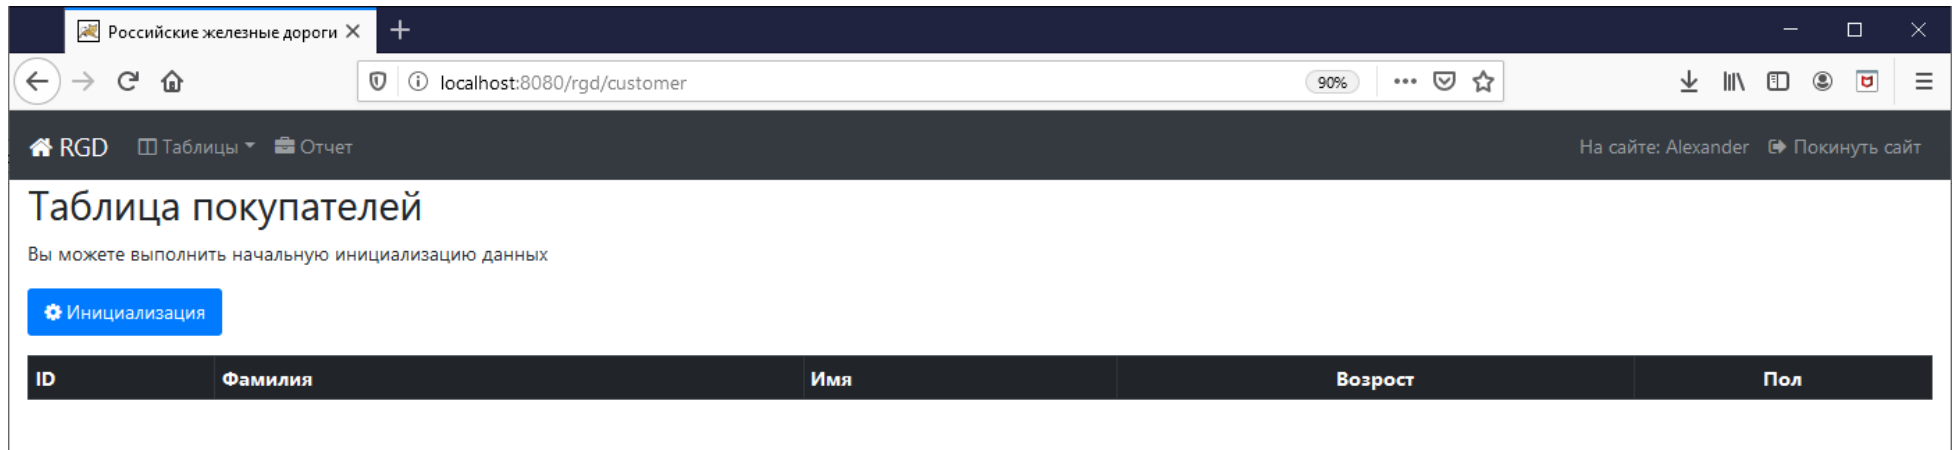 Российские железные дороги
localhost:8080/rgd/customer
90%
RGD Таблицы Отчет На сайте: Alexander Покинуть сайт
Таблица покупателей
Вы можете выполнить начальную инициализацию данных
Инициализация
ID Фамилия Имя Возрост Пол